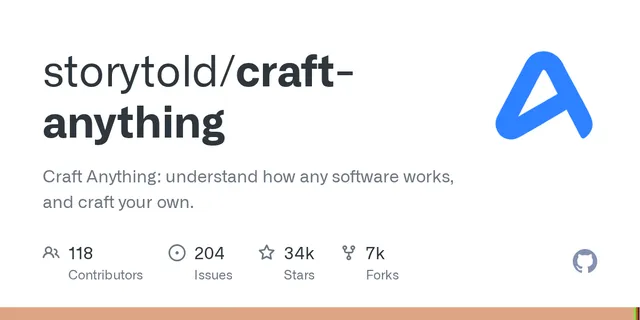 storytold/craft-
anything
Craft Anything: understand how any software works,
and craft your own.
118
Contributors
204
Issues
34k
Stars
7k
Forks